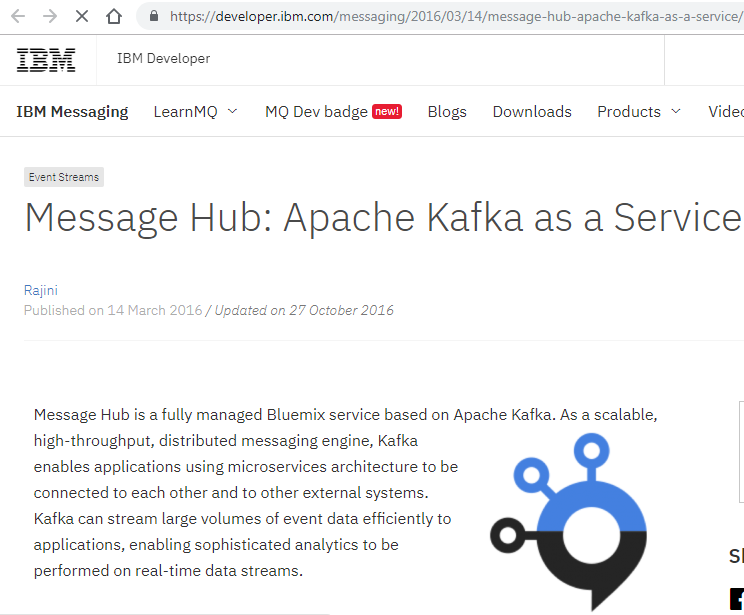 https://developer.ibm.com/messaging/2016/03/14/message-hub-apache-kafka-as-a-service/
IBM
IBM Developer
IBM Messaging LearnMQ MQ Dev badge new! Blogs Downloads Products
Event Streams
Message Hub: Apache Kafka as a Service
Rajini
Published on 14 March 2016 / Updated on 27 October 2016
Message Hub is a fully managed Bluemix service based on Apache Kafka. As a scalable,
high-throughput, distributed messaging engine, Kafka
enables applications using microservices architecture to be
connected to each other and to other external systems.
Kafka can stream large volumes of event data efficiently to
applications, enabling sophisticated analytics to be
performed on real-time data streams.